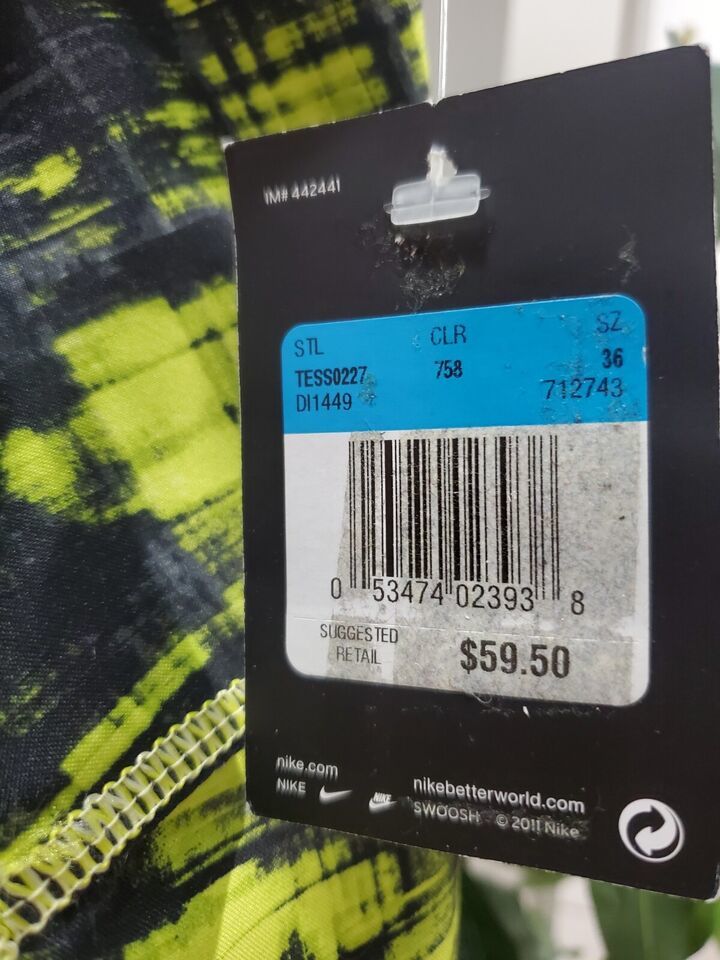 IM# 442441
STL CLR SZ
TESS0227 758 36
DI1449 712743
0 53474 02393 8
SUGGESTED
RETAIL $59.50
nike.com nikebetterworld.com
NIKE NIKE SWOOSH © 2011 Nike